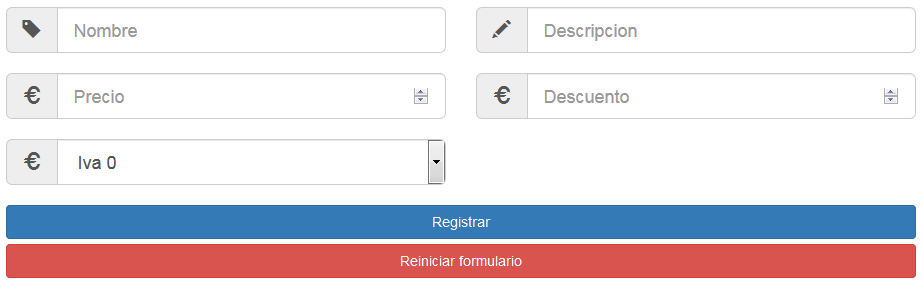 Nombre
Descripcion
€ Precio
€ Descuento
€ Iva 0
Registrar
Reiniciar formulario